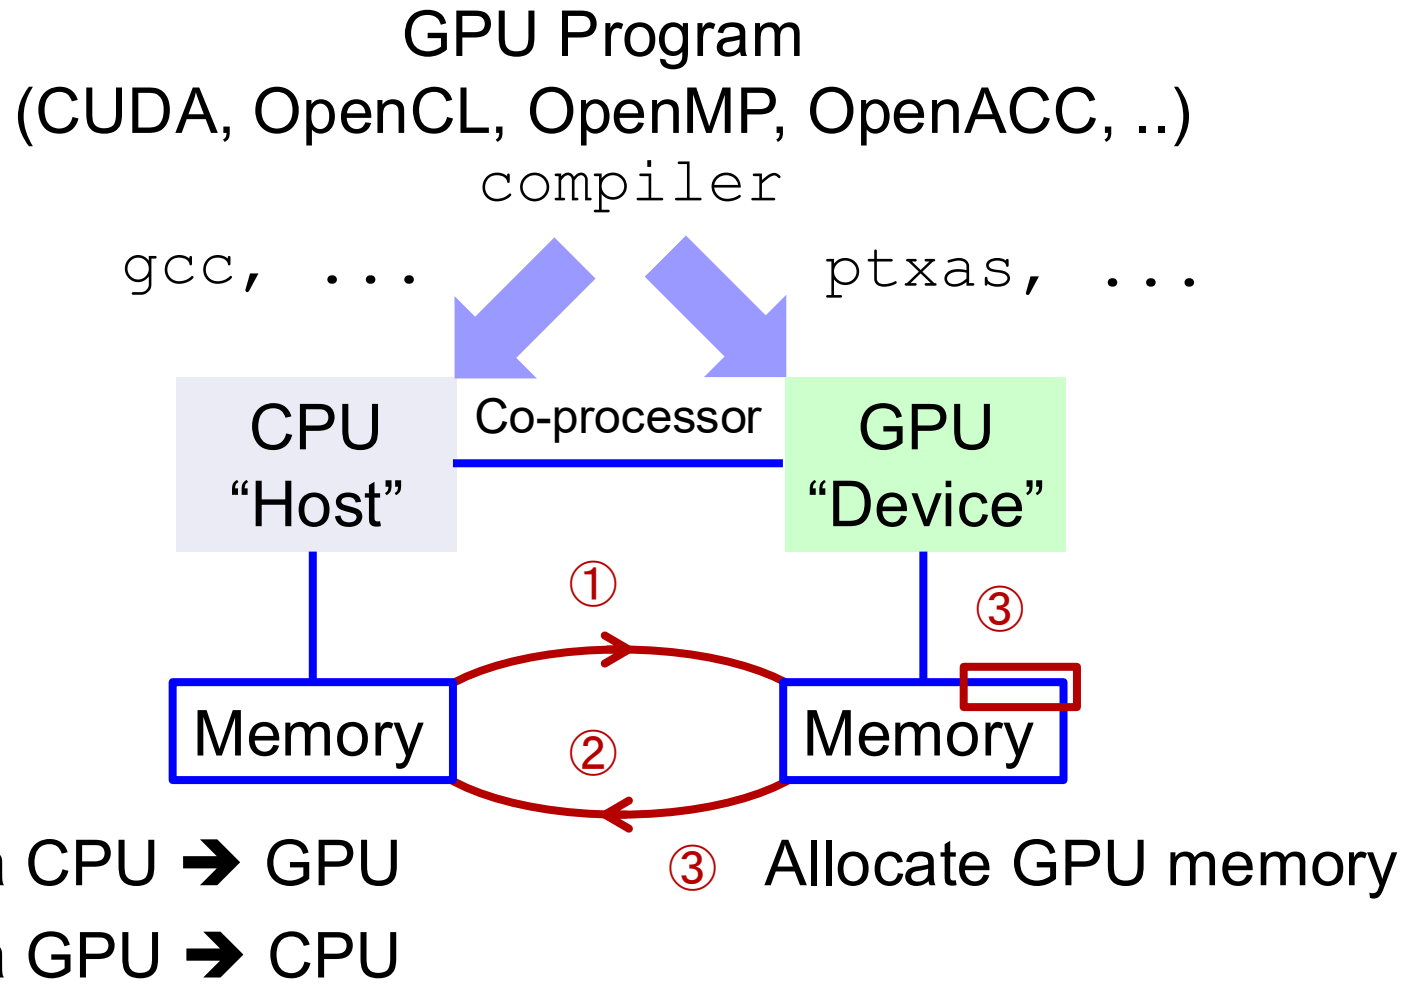 GPU Program
(CUDA, OpenCL, OpenMP, OpenACC, ..)
compiler
gcc, ...
ptxas, ...
CPU
“Host”
Co-processor
GPU
“Device”
①
③
Memory
②
Memory
a CPU ➔ GPU
③ Allocate GPU memory
a GPU ➔ CPU